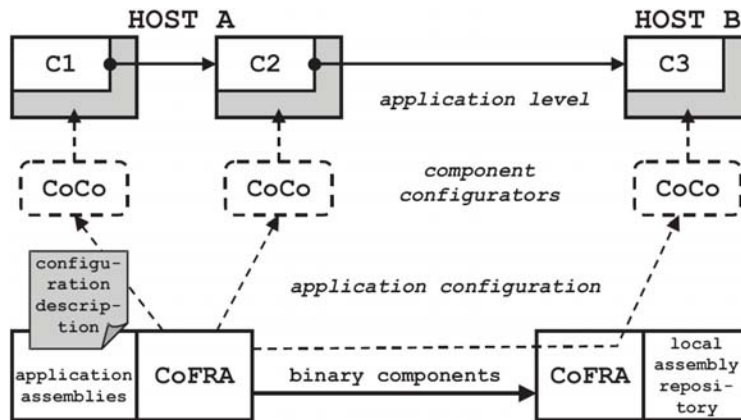 HOST A
HOST B
C1
C2
C3
application level
CoCo
CoCo
component
configurators
CoCo
configu-
ration
descrip-
tion
application configuration
application
assemblies
CoFRA
binary components
CoFRA
local
assembly
reposi-
tory